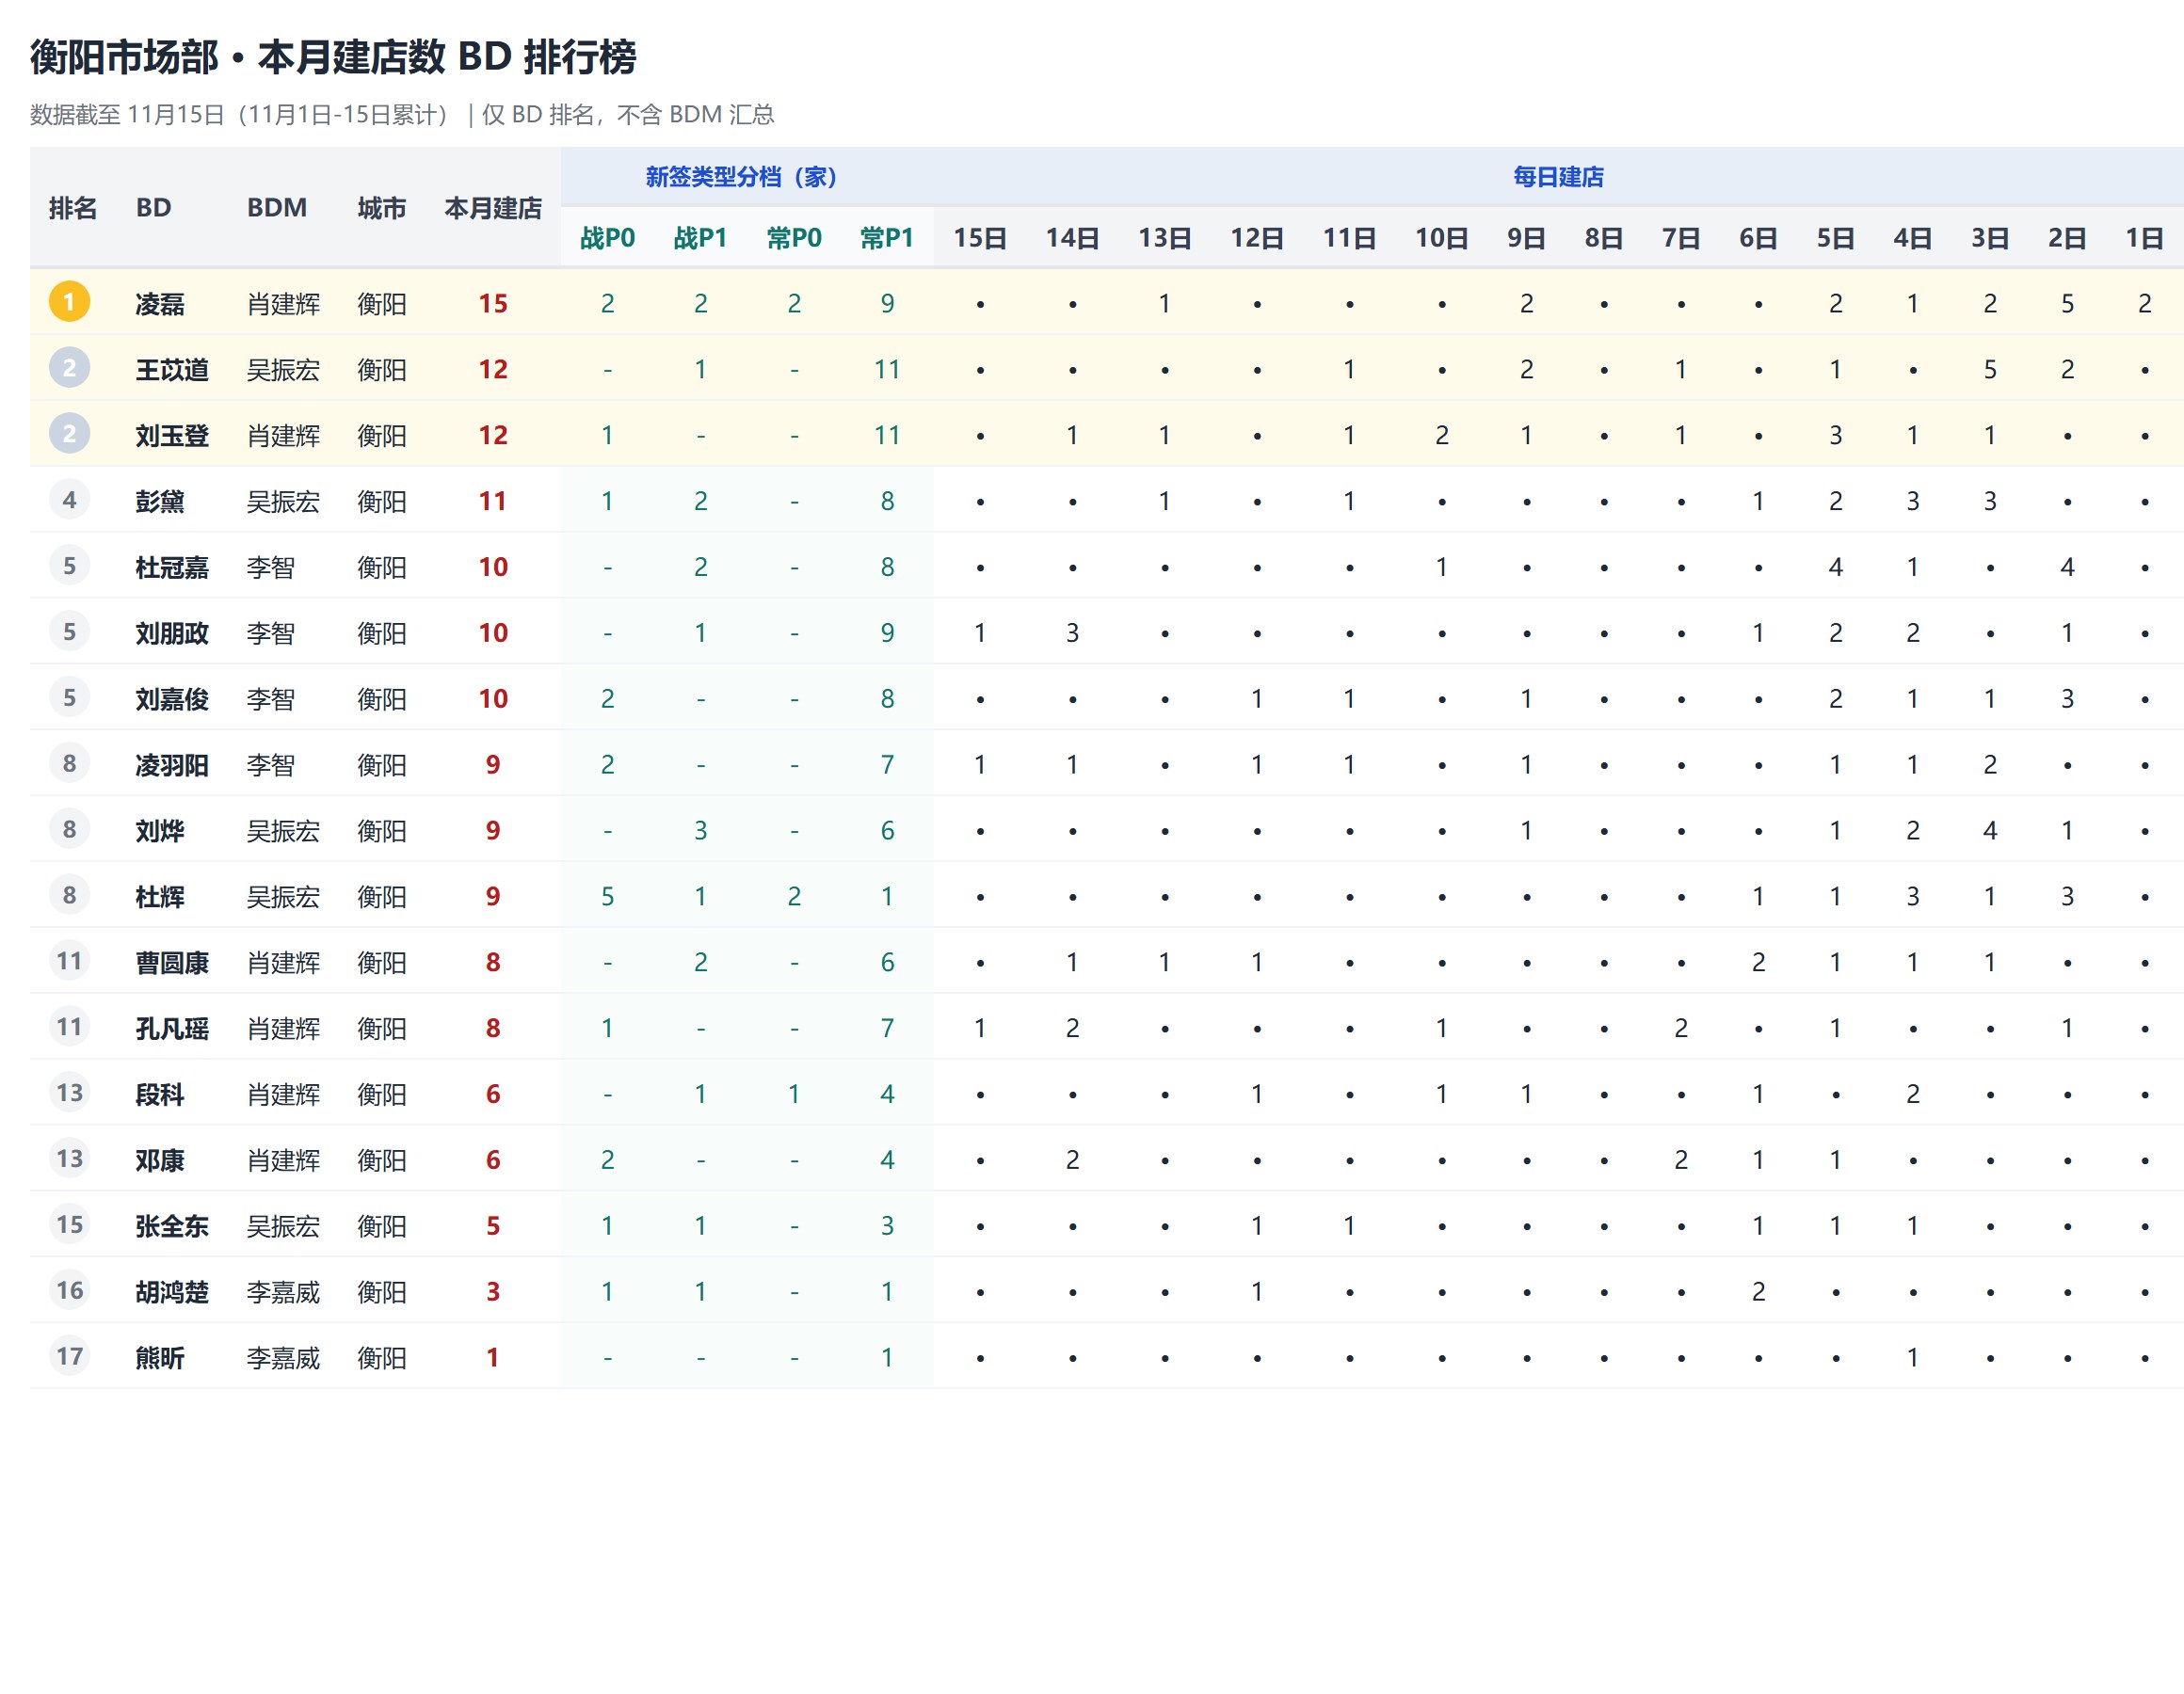 衡阳市场部 • 本月建店数 BD 排行榜
数据截至 11月15日（11月1日-15日累计）｜仅 BD 排名，不含 BDM 汇总
排名 BD BDM 城市 本月建店 新签类型分档（家） 每日建店
战P0 战P1 常P0 常P1 15日 14日 13日 12日 11日 10日 9日 8日 7日 6日 5日 4日 3日 2日 1日
1 凌磊 肖建辉 衡阳 15 2 2 2 9 • • 1 • • • 2 • • • 2 1 2 5 2
2 王苡道 吴振宏 衡阳 12 - 1 - 11 • • • • 1 • 2 • 1 • 1 • 5 2 •
2 刘玉登 肖建辉 衡阳 12 1 - - 11 • 1 1 • 1 2 1 • 1 • 3 1 1 • •
4 彭黛 吴振宏 衡阳 11 1 2 - 8 • • 1 • 1 • • • • 1 2 3 3 • •
5 杜冠嘉 李智 衡阳 10 - 2 - 8 • • • • • 1 • • • • 4 1 • 4 •
5 刘朋政 李智 衡阳 10 - 1 - 9 1 3 • • • • • • • 1 2 2 • 1 •
5 刘嘉俊 李智 衡阳 10 2 - - 8 • • • 1 1 • 1 • • • 2 1 1 3 •
8 凌羽阳 李智 衡阳 9 2 - - 7 1 1 • 1 1 • 1 • • • 1 1 2 • •
8 刘烨 吴振宏 衡阳 9 - 3 - 6 • • • • • • 1 • • • 1 2 4 1 •
8 杜辉 吴振宏 衡阳 9 5 1 2 1 • • • • • • • • • 1 1 3 1 3 •
11 曹圆康 肖建辉 衡阳 8 - 2 - 6 • 1 1 1 • • • • • 2 1 1 1 • •
11 孔凡瑶 肖建辉 衡阳 8 1 - - 7 1 2 • • • 1 • • 2 • 1 • • 1 •
13 段科 肖建辉 衡阳 6 - 1 1 4 • • • 1 • 1 1 • • 1 • 2 • • •
13 邓康 肖建辉 衡阳 6 2 - - 4 • 2 • • • • • • 2 1 1 • • • •
15 张全东 吴振宏 衡阳 5 1 1 - 3 • • • 1 1 • • • • 1 1 1 • • •
16 胡鸿楚 李嘉威 衡阳 3 1 1 - 1 • • • 1 • • • • • 2 • • • • •
17 熊昕 李嘉威 衡阳 1 - - - 1 • • • • • • • • • • • 1 • • •